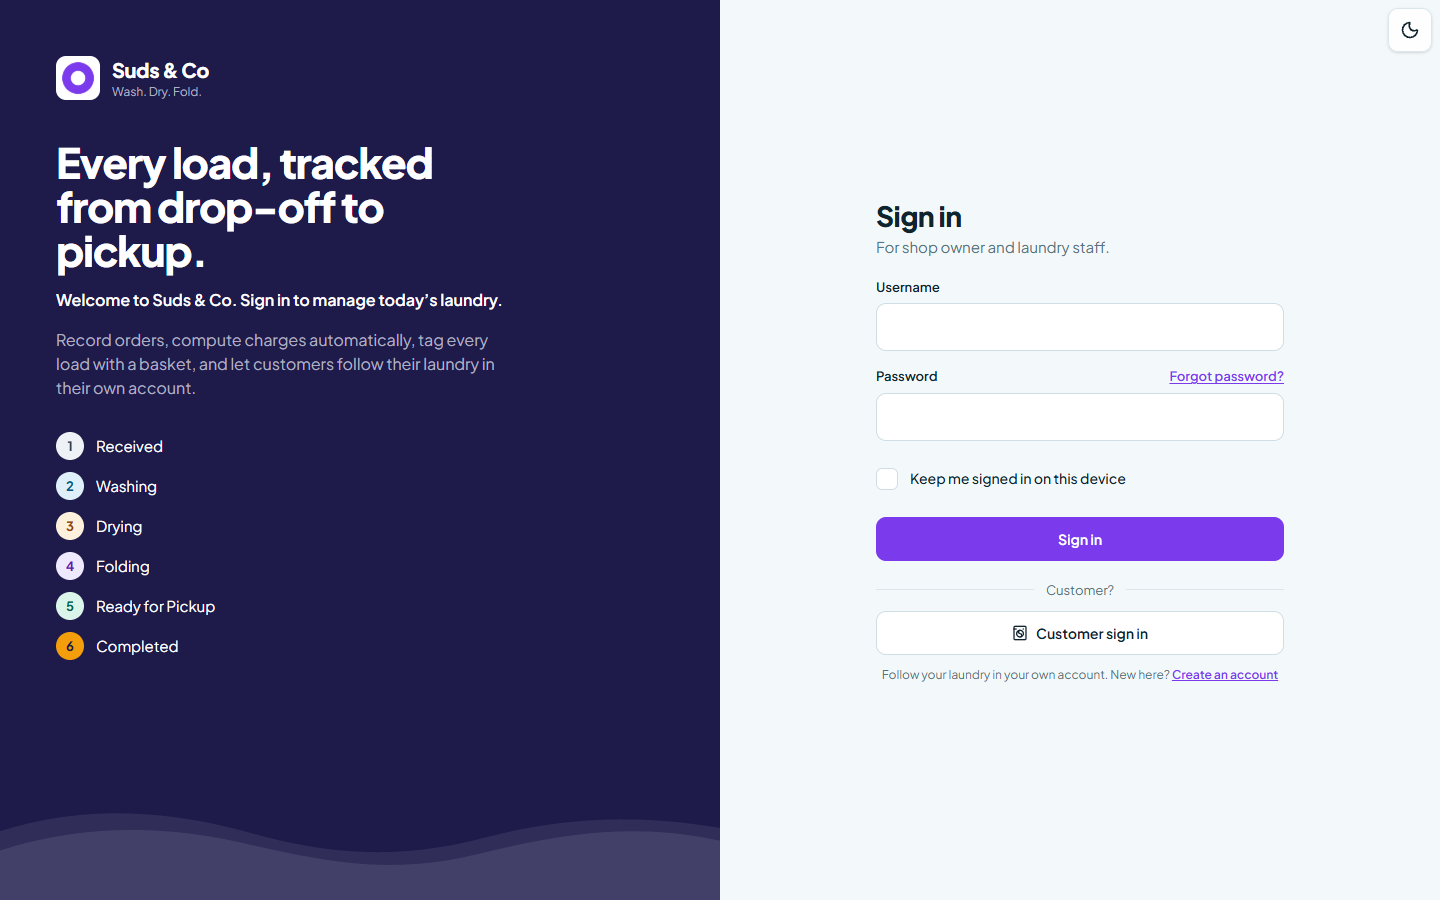 Suds & Co
Wash. Dry. Fold.
Every load, tracked
from drop-off to
pickup.
Welcome to Suds & Co. Sign in to manage today’s laundry.
Record orders, compute charges automatically, tag every
load with a basket, and let customers follow their laundry in
their own account.
1 Received
2 Washing
3 Drying
4 Folding
5 Ready for Pickup
6 Completed
Sign in
For shop owner and laundry staff.
Username
Password Forgot password?
Keep me signed in on this device
Sign in
Customer?
Customer sign in
Follow your laundry in your own account. New here? Create an account